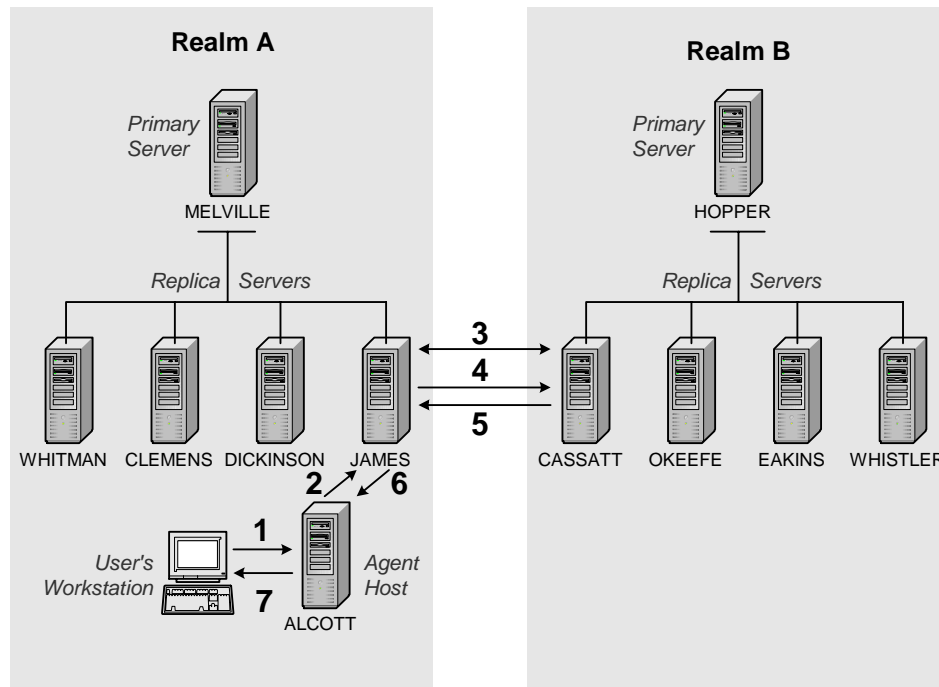 Realm A
Primary
Server
MELVILLE
Replica Servers
WHITMAN CLEMENS DICKINSON JAMES
2 6
1
User's
Workstation
7
Agent
Host
ALCOTT
3
4
5
Realm B
Primary
Server
HOPPER
Replica Servers
CASSATT OKEEFE EAKINS WHISTLER